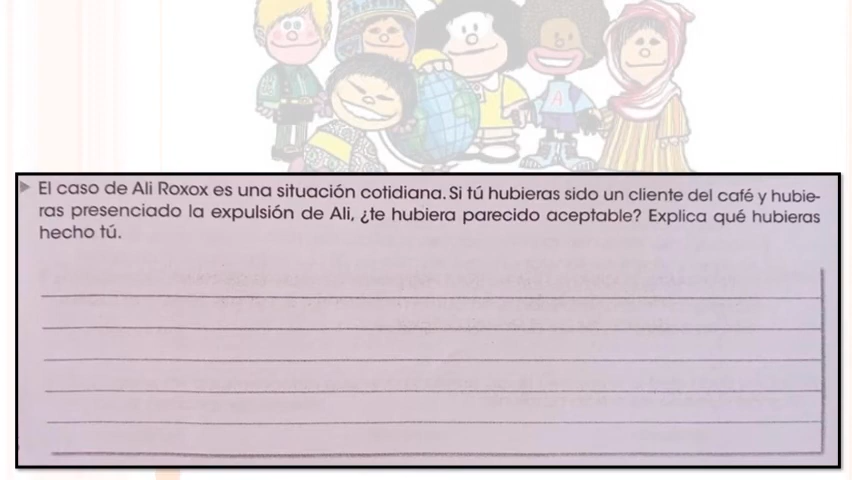 El caso de Ali Roxox es una situación cotidiana. Si tú hubieras sido un cliente del café y hubie-
ras presenciado la expulsión de Ali, ¿te hubiera parecido aceptable? Explica qué hubieras
hecho tú.
A